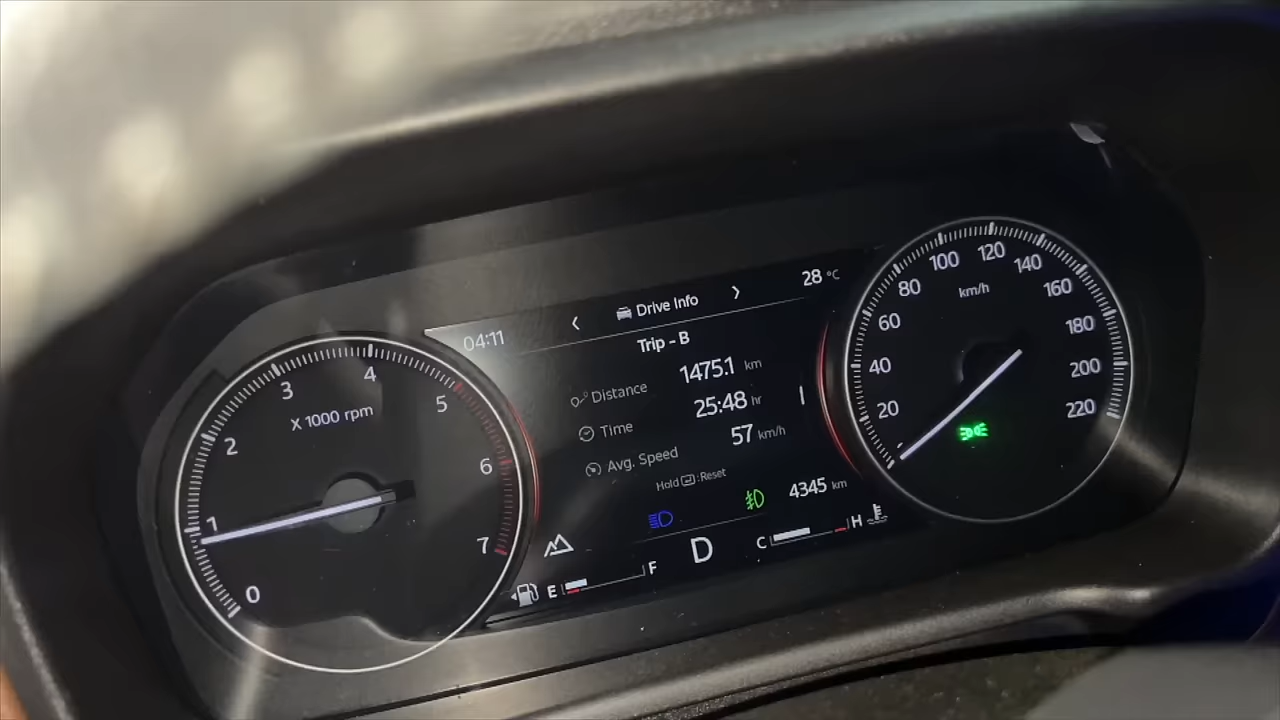 04:11
Drive Info
28 °C
Trip - B
Distance 1475.1 km
Time 25:48 hr
Avg. Speed 57 km/h
Hold : Reset
4345 km
E F
D
C H
0
1
2
3
4
5
6
7
X 1000 rpm
20
40
60
80
100
120
140
160
180
200
220
km/h